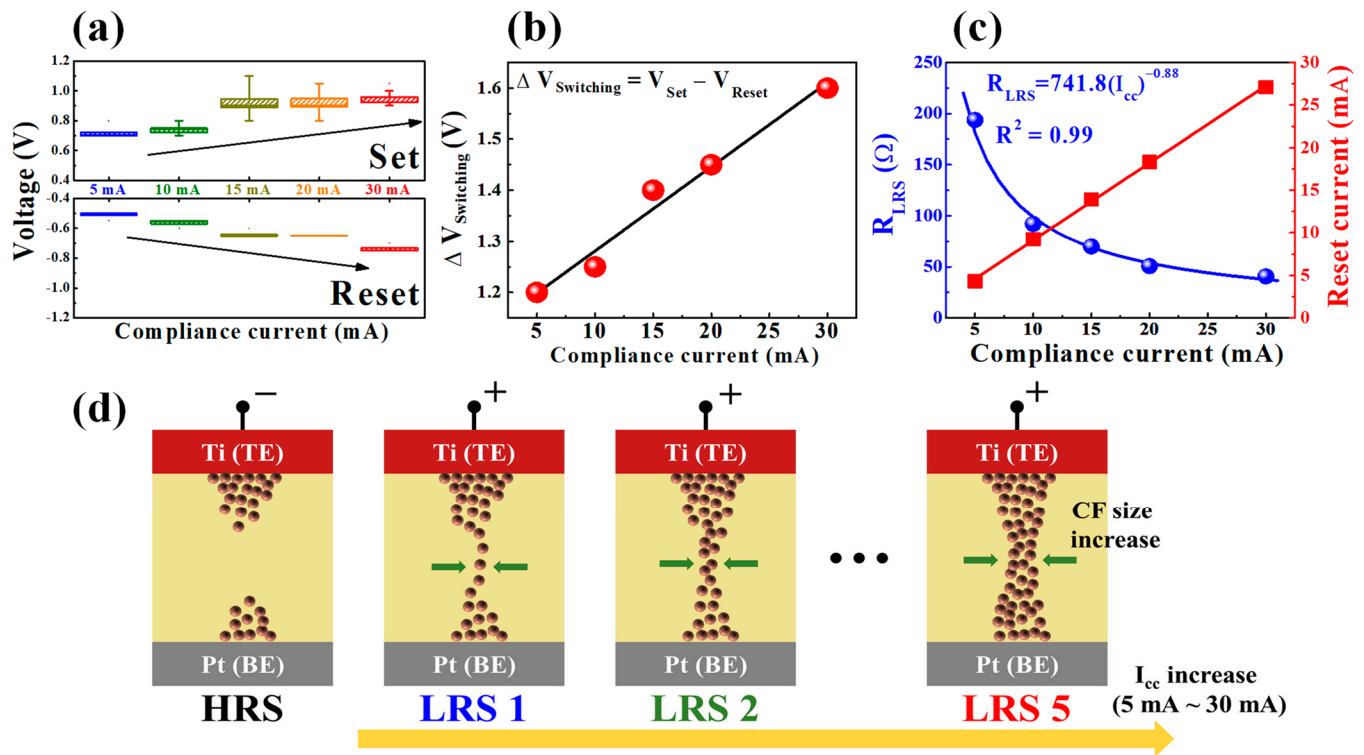 (a)
1.2
1.0
0.8
0.6
0.4
Set
5 mA
10 mA
15 mA
20 mA
30 mA
-0.4
-0.6
-0.8
-1.0
-1.2
Reset
Voltage (V)
Compliance current (mA)
(b)
Δ V_Switching = V_Set − V_Reset
1.6
1.5
1.4
1.3
1.2
Δ V_Switching (V)
5 10 15 20 25 30
Compliance current (mA)
(c)
R_LRS=741.8(I_cc)^−0.88
R^2 = 0.99
250
200
150
100
50
0
R_LRS (Ω)
30
25
20
15
10
5
0
Reset current (mA)
5 10 15 20 25 30
Compliance current (mA)
(d)
− + + +
Ti (TE) Ti (TE) Ti (TE) Ti (TE)
CF size
increase
•••
Pt (BE) Pt (BE) Pt (BE) Pt (BE)
HRS LRS 1 LRS 2 LRS 5
I_cc increase
(5 mA ~ 30 mA)